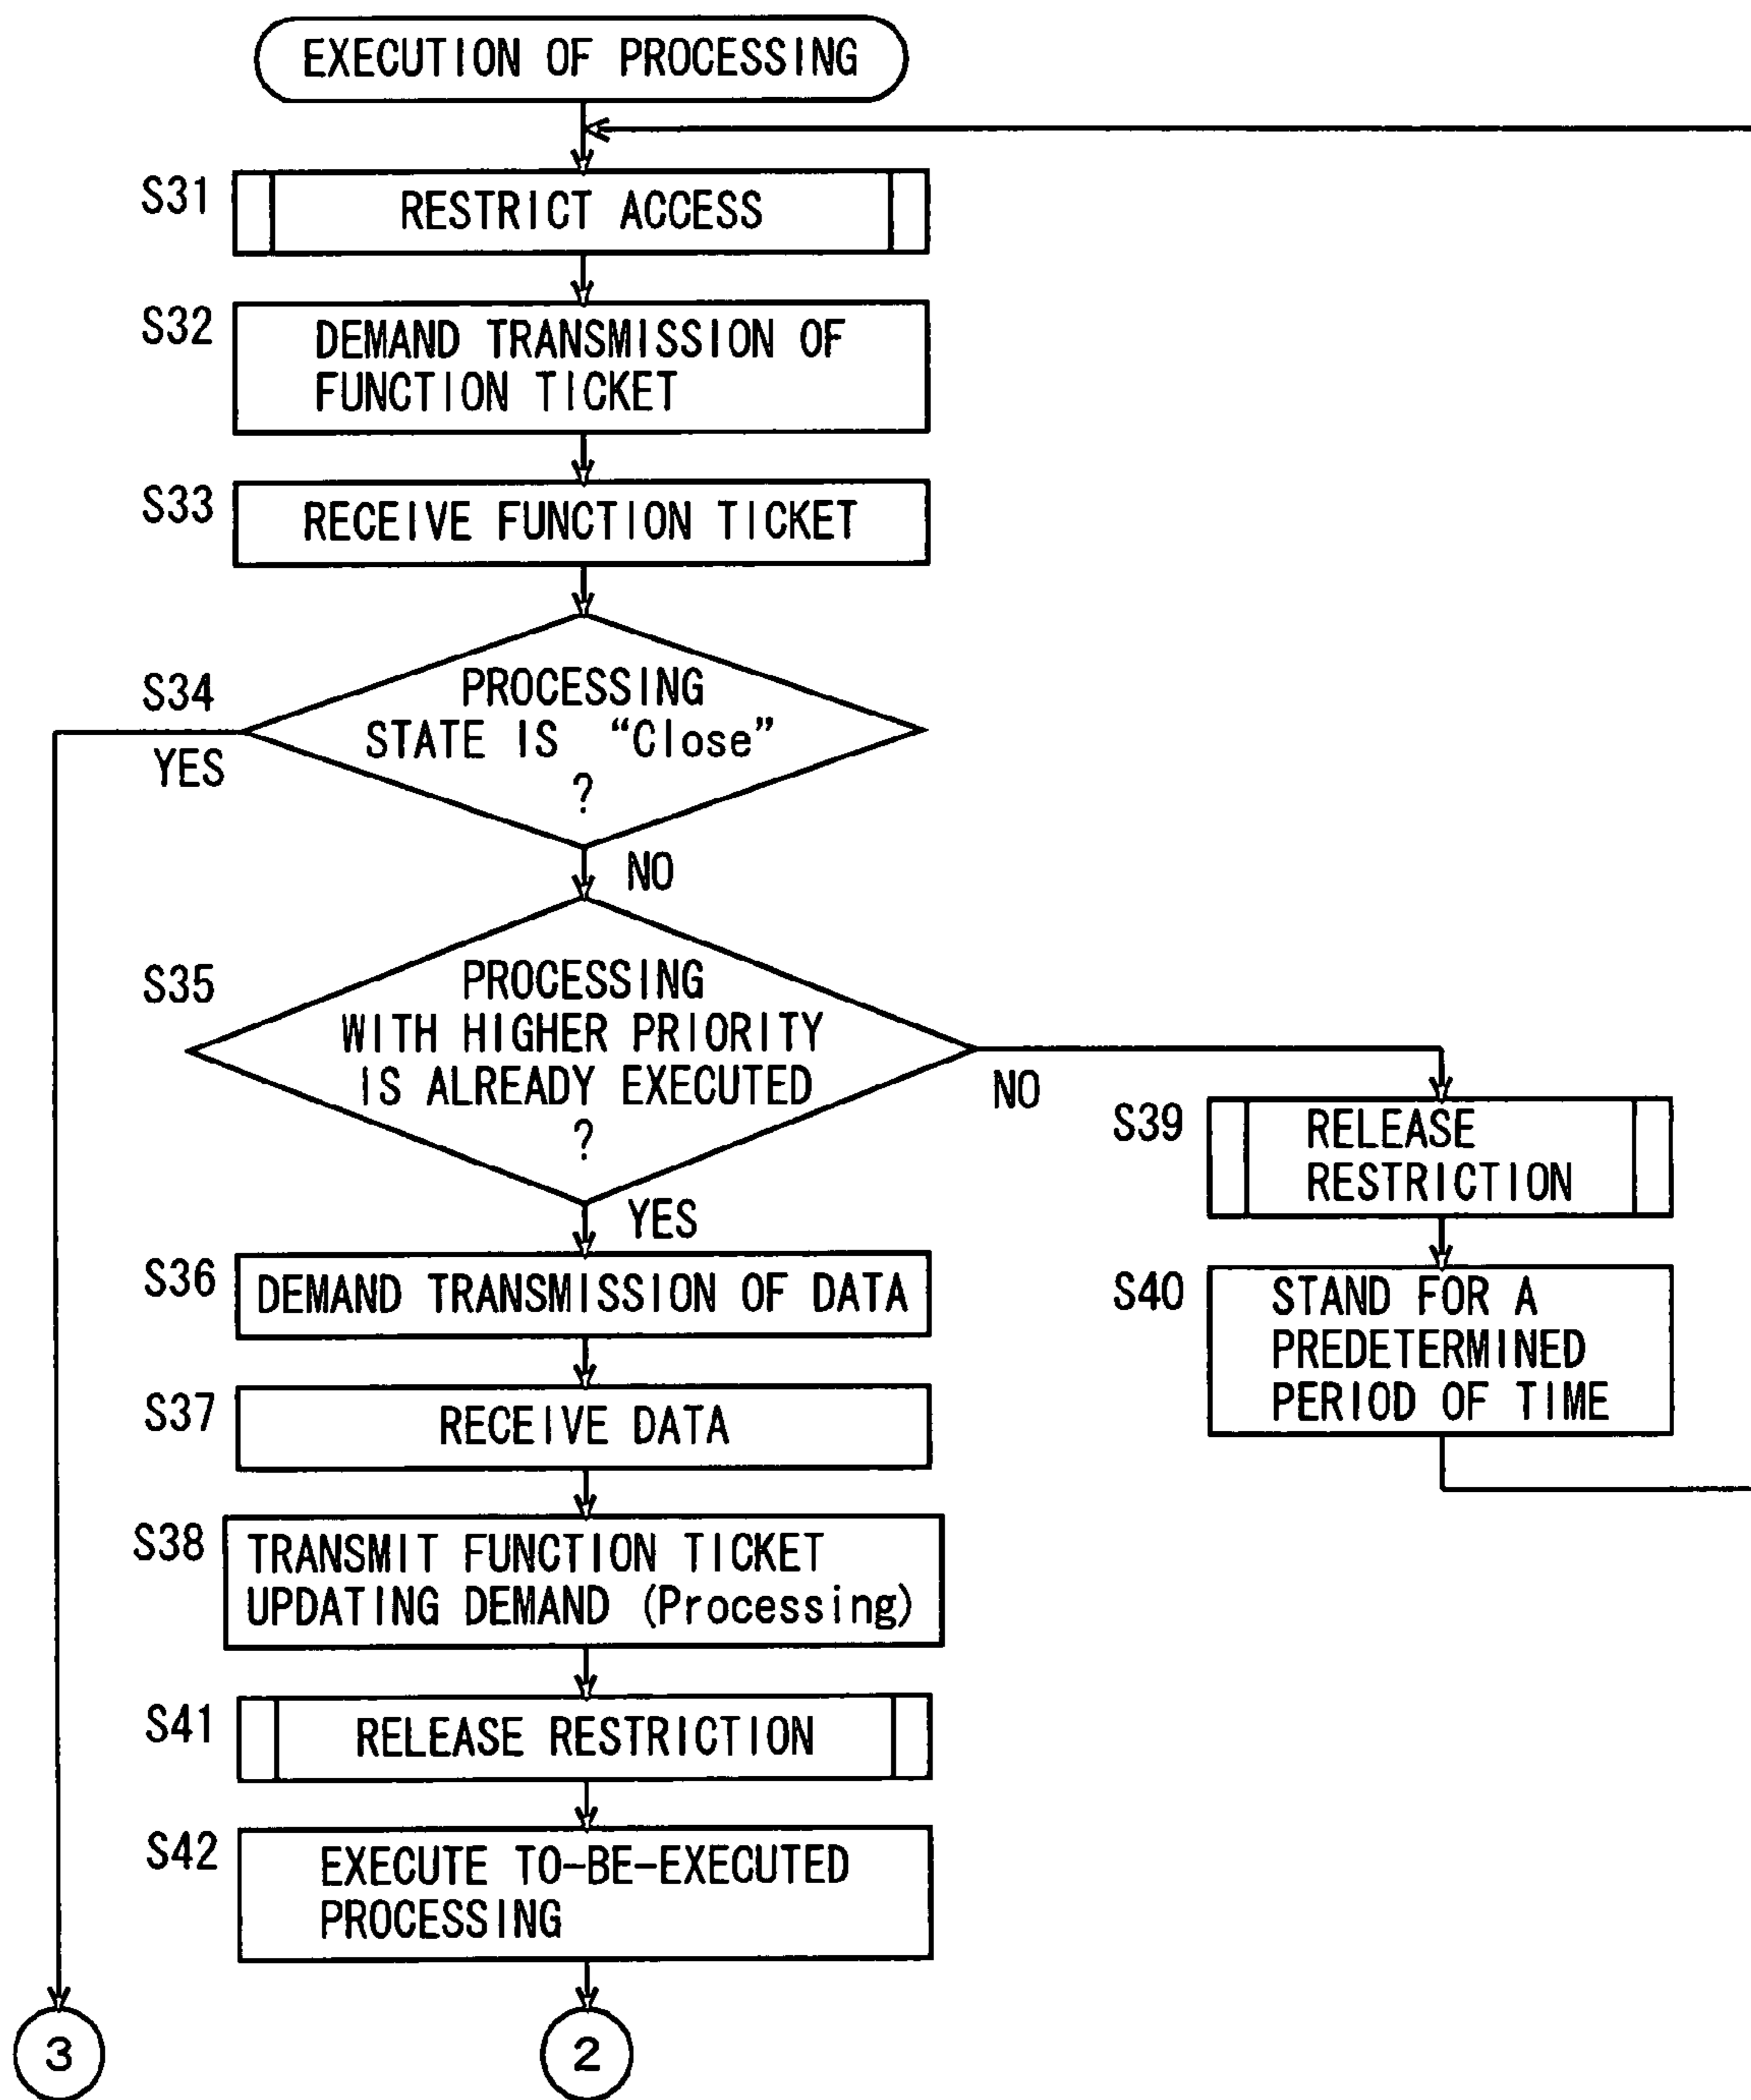 EXECUTION OF PROCESSING
S31
RESTRICT ACCESS
S32
DEMAND TRANSMISSION OF
FUNCTION TICKET
S33
RECEIVE FUNCTION TICKET
S34
PROCESSING
STATE IS “Close”
?
YES
NO
S35
PROCESSING
WITH HIGHER PRIORITY
IS ALREADY EXECUTED
?
NO
YES
S39
RELEASE
RESTRICTION
S40
STAND FOR A
PREDETERMINED
PERIOD OF TIME
S36
DEMAND TRANSMISSION OF DATA
S37
RECEIVE DATA
S38
TRANSMIT FUNCTION TICKET
UPDATING DEMAND (Processing)
S41
RELEASE RESTRICTION
S42
EXECUTE TO-BE-EXECUTED
PROCESSING
3
2